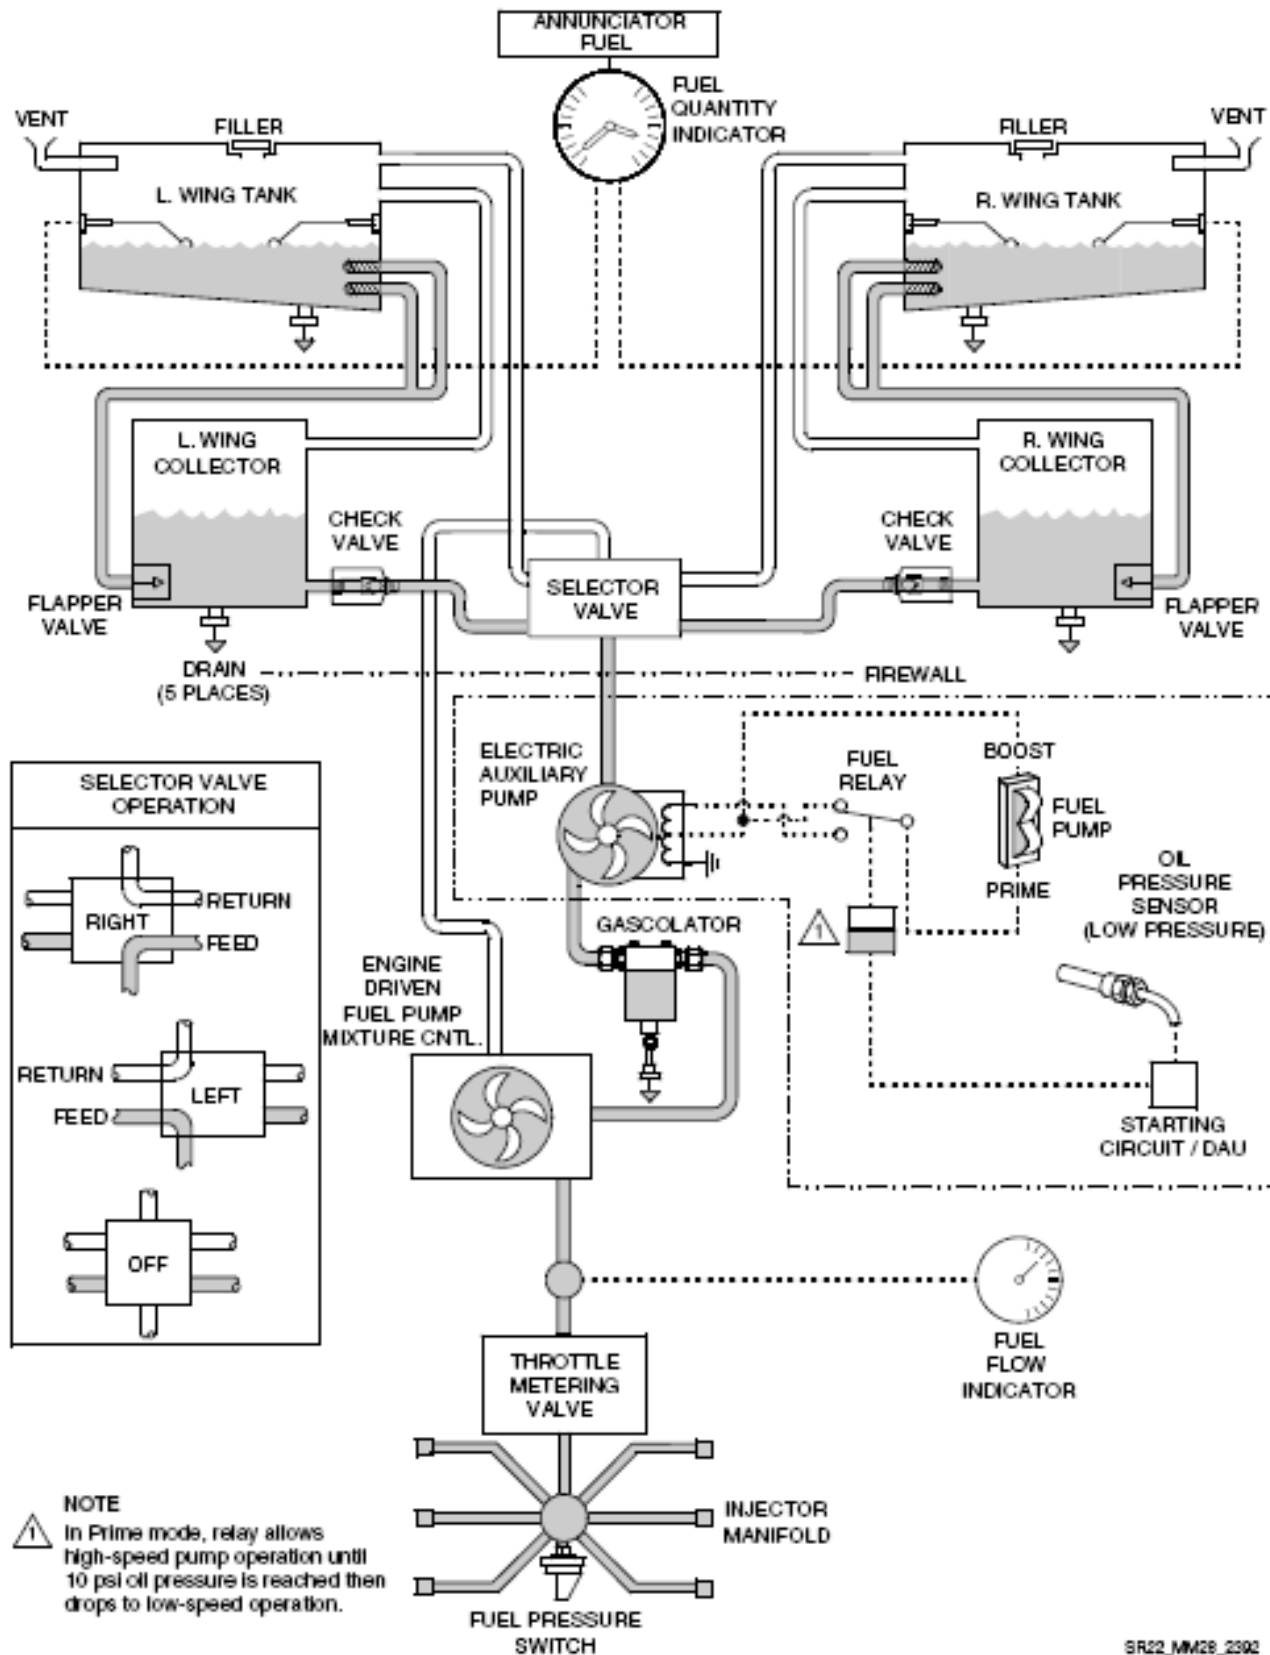 ANNUNCIATOR
FUEL
FUEL
QUANTITY
INDICATOR
VENT
FILLER
L. WING TANK
FILLER
VENT
R. WING TANK
L. WING
COLLECTOR
R. WING
COLLECTOR
CHECK
VALVE
CHECK
VALVE
SELECTOR
VALVE
FLAPPER
VALVE
FLAPPER
VALVE
DRAIN
(5 PLACES)
FIREWALL
SELECTOR VALVE
OPERATION
RIGHT
RETURN
FEED
RETURN
LEFT
FEED
OFF
ELECTRIC
AUXILIARY
PUMP
FUEL
RELAY
BOOST
FUEL
PUMP
PRIME
OIL
PRESSURE
SENSOR
(LOW PRESSURE)
1
GASCOLATOR
ENGINE
DRIVEN
FUEL PUMP
MIXTURE CNTL.
STARTING
CIRCUIT / DAU
FUEL
FLOW
INDICATOR
THROTTLE
METERING
VALVE
INJECTOR
MANIFOLD
FUEL PRESSURE
SWITCH
NOTE
1
In Prime mode, relay allows
high-speed pump operation until
10 psi oil pressure is reached then
drops to low-speed operation.
SR22_MM28_2392